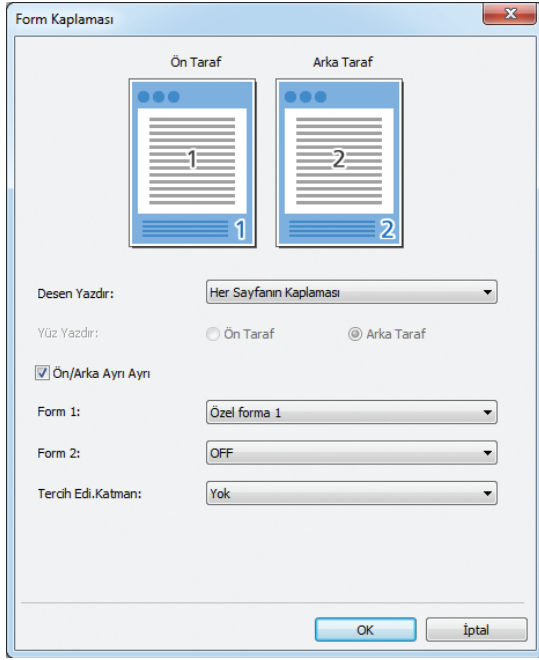 Form Kaplaması
Ön Taraf Arka Taraf
1 2
1 2
Desen Yazdır: Her Sayfanın Kaplaması
Yüz Yazdır: Ön Taraf Arka Taraf
Ön/Arka Ayrı Ayrı
Form 1: Özel forma 1
Form 2: OFF
Tercih Edi.Katman: Yok
OK İptal